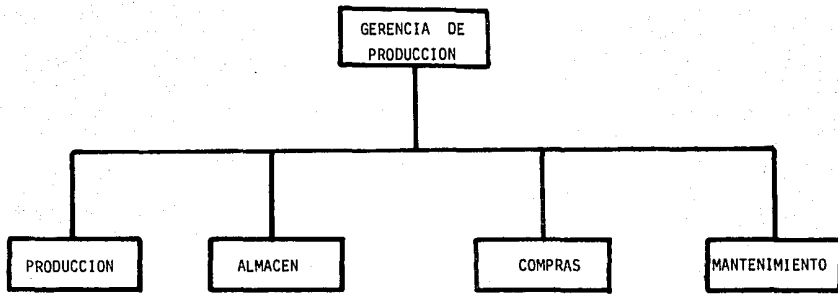 GERENCIA DE
PRODUCCION
PRODUCCION
ALMACEN
COMPRAS
MANTENIMIENTO